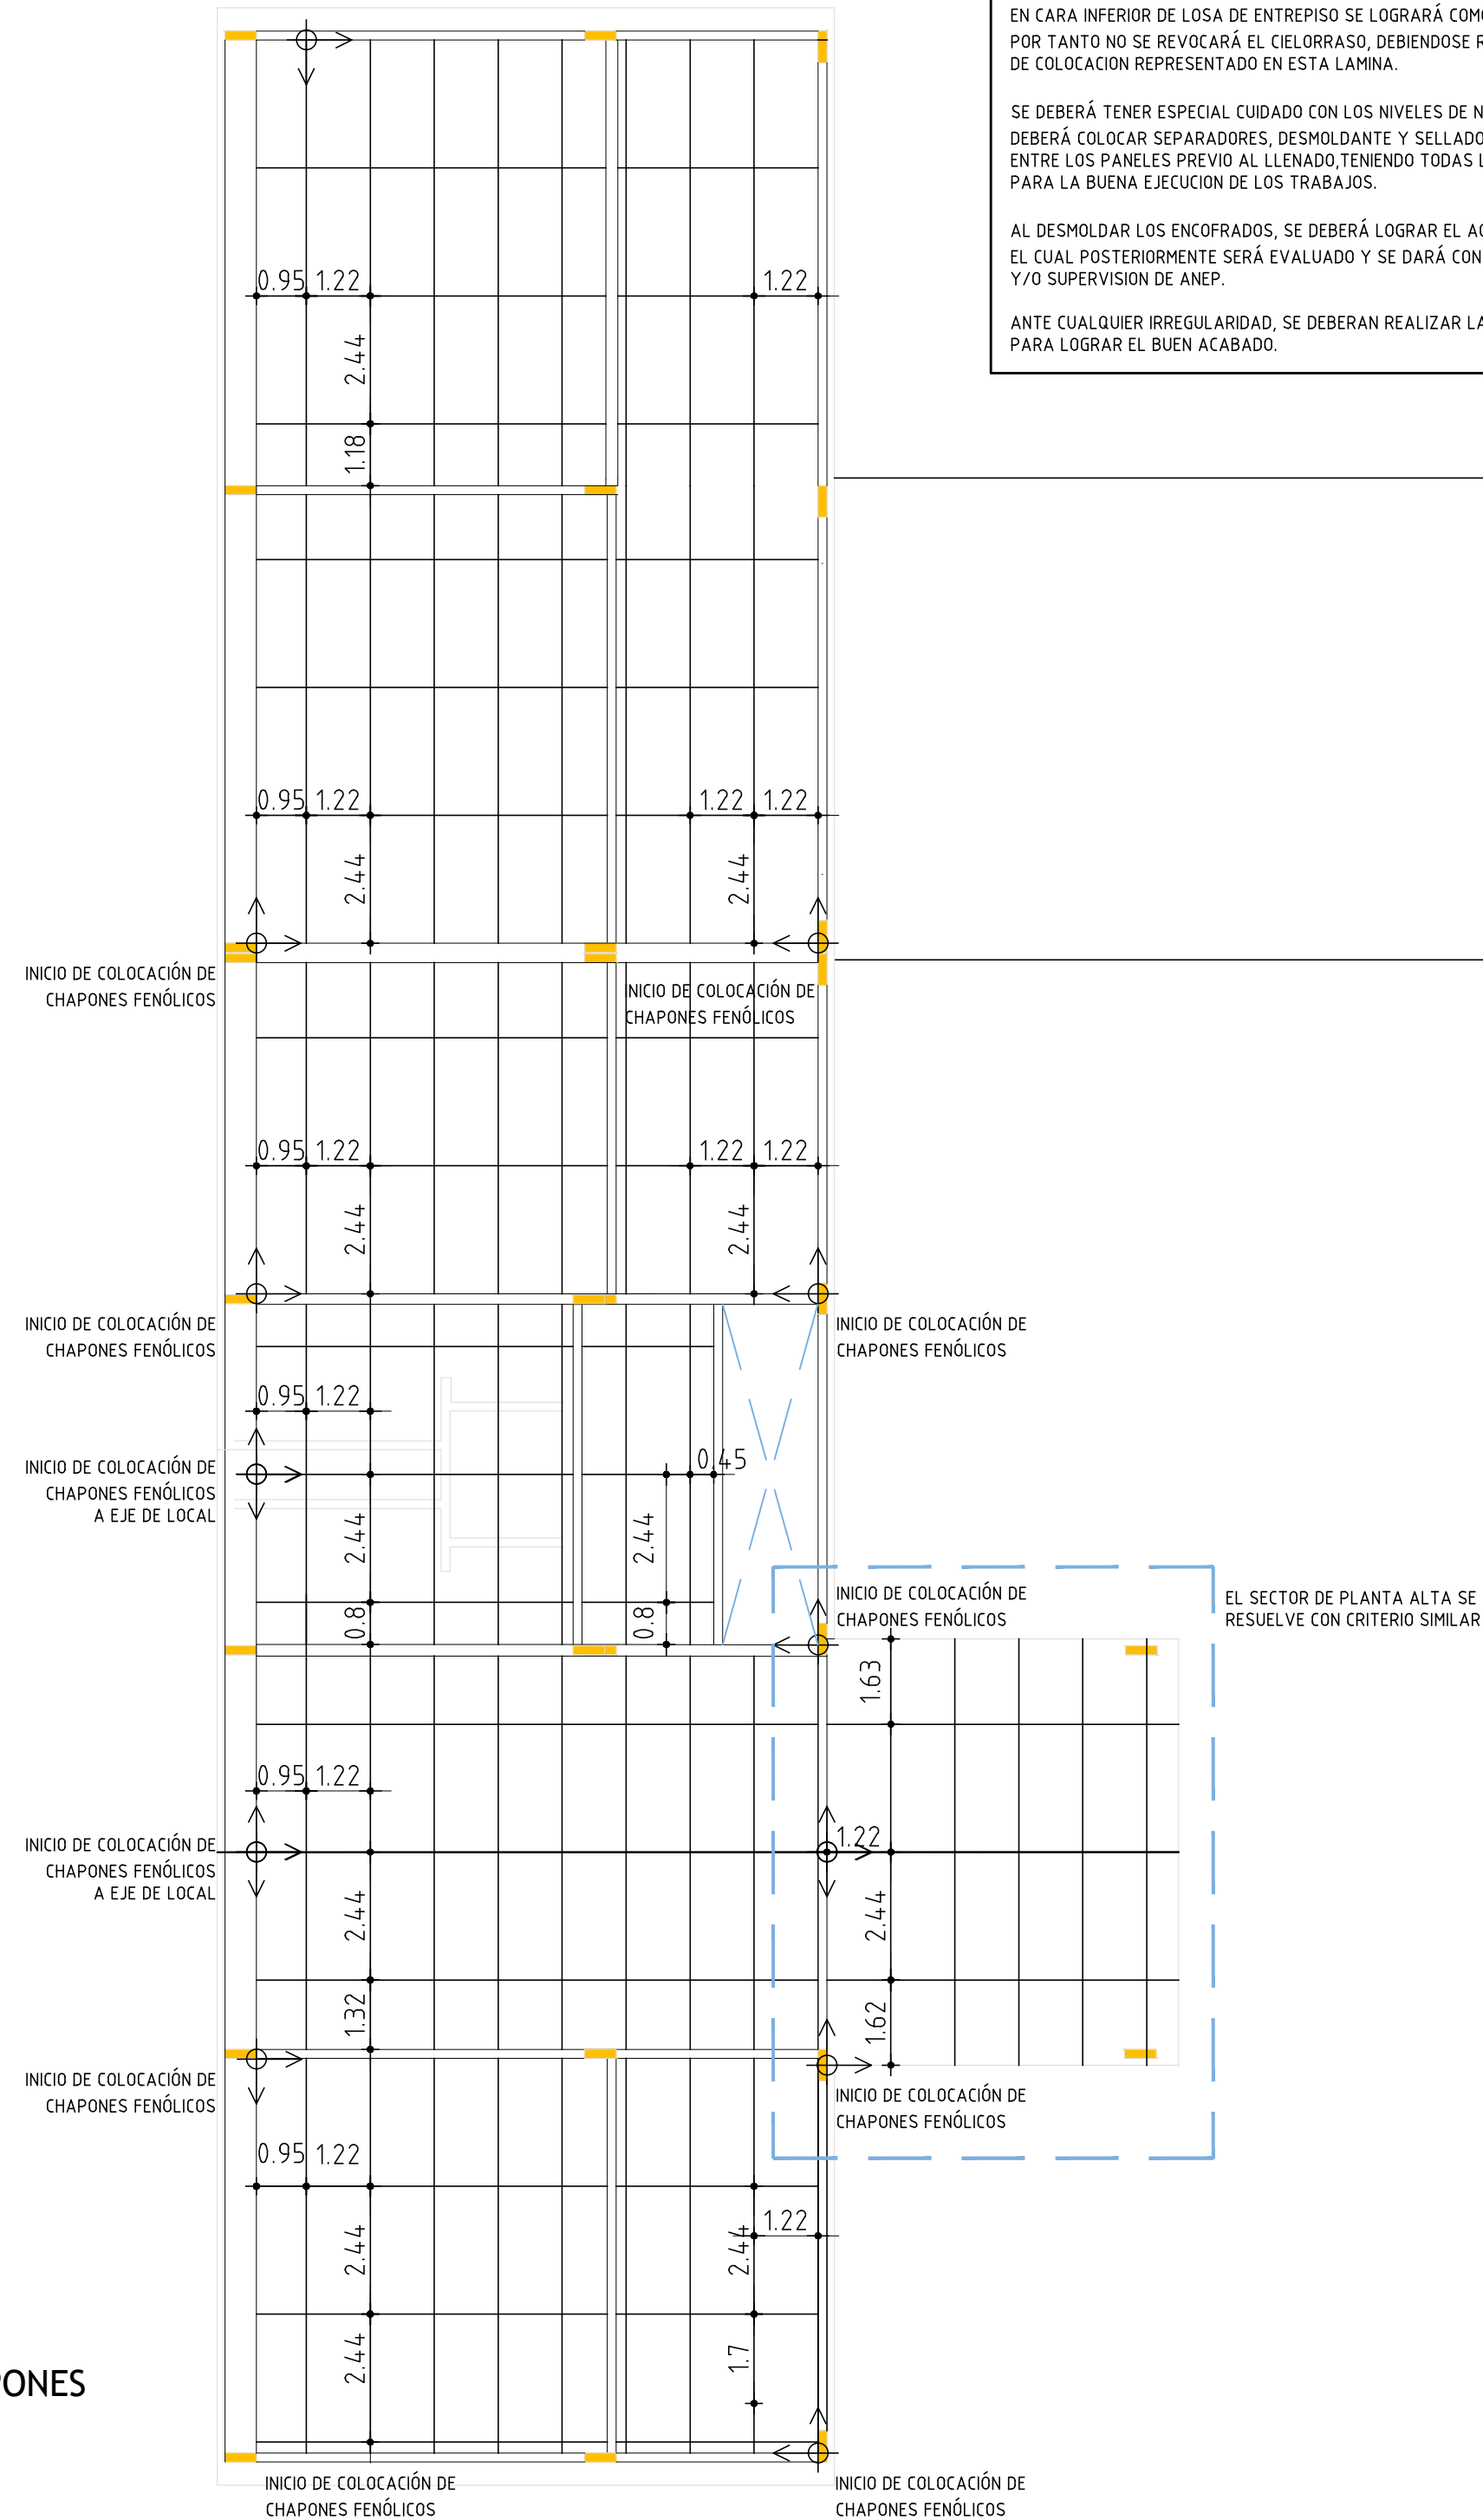 EN CARA INFERIOR DE LOSA DE ENTREPISO SE LOGRARÁ COMO
POR TANTO NO SE REVOCARÁ EL CIELORRASO, DEBIENDOSE R
DE COLOCACION REPRESENTADO EN ESTA LAMINA.
SE DEBERÁ TENER ESPECIAL CUIDADO CON LOS NIVELES DE N
DEBERÁ COLOCAR SEPARADORES, DESMOLDANTE Y SELLADO
ENTRE LOS PANELES PREVIO AL LLENADO,TENIENDO TODAS L
PARA LA BUENA EJECUCION DE LOS TRABAJOS.
AL DESMOLDAR LOS ENCOFRADOS, SE DEBERÁ LOGRAR EL AC
EL CUAL POSTERIORMENTE SERÁ EVALUADO Y SE DARÁ CON
Y/O SUPERVISION DE ANEP.
ANTE CUALQUIER IRREGULARIDAD, SE DEBERAN REALIZAR LA
PARA LOGRAR EL BUEN ACABADO.
0.95 1.22
1.22
2.44
1.18
0.95 1.22
1.22 1.22
2.44
2.44
INICIO DE COLOCACIÓN DE
CHAPONES FENÓLICOS
INICIO DE COLOCACIÓN DE
CHAPONES FENÓLICOS
0.95 1.22
1.22 1.22
2.44
2.44
INICIO DE COLOCACIÓN DE
CHAPONES FENÓLICOS
INICIO DE COLOCACIÓN DE
CHAPONES FENÓLICOS
0.95 1.22
0.45
INICIO DE COLOCACIÓN DE
CHAPONES FENÓLICOS
A EJE DE LOCAL
2.44
2.44
0.8
0.8
INICIO DE COLOCACIÓN DE
CHAPONES FENÓLICOS
EL SECTOR DE PLANTA ALTA SE
RESUELVE CON CRITERIO SIMILAR
1.63
0.95 1.22
1.22
INICIO DE COLOCACIÓN DE
CHAPONES FENÓLICOS
A EJE DE LOCAL
2.44
2.44
1.32
1.62
INICIO DE COLOCACIÓN DE
CHAPONES FENÓLICOS
INICIO DE COLOCACIÓN DE
CHAPONES FENÓLICOS
0.95 1.22
1.22
2.44
2.44
2.44
1.7
PONES
INICIO DE COLOCACIÓN DE
CHAPONES FENÓLICOS
INICIO DE COLOCACIÓN DE
CHAPONES FENÓLICOS